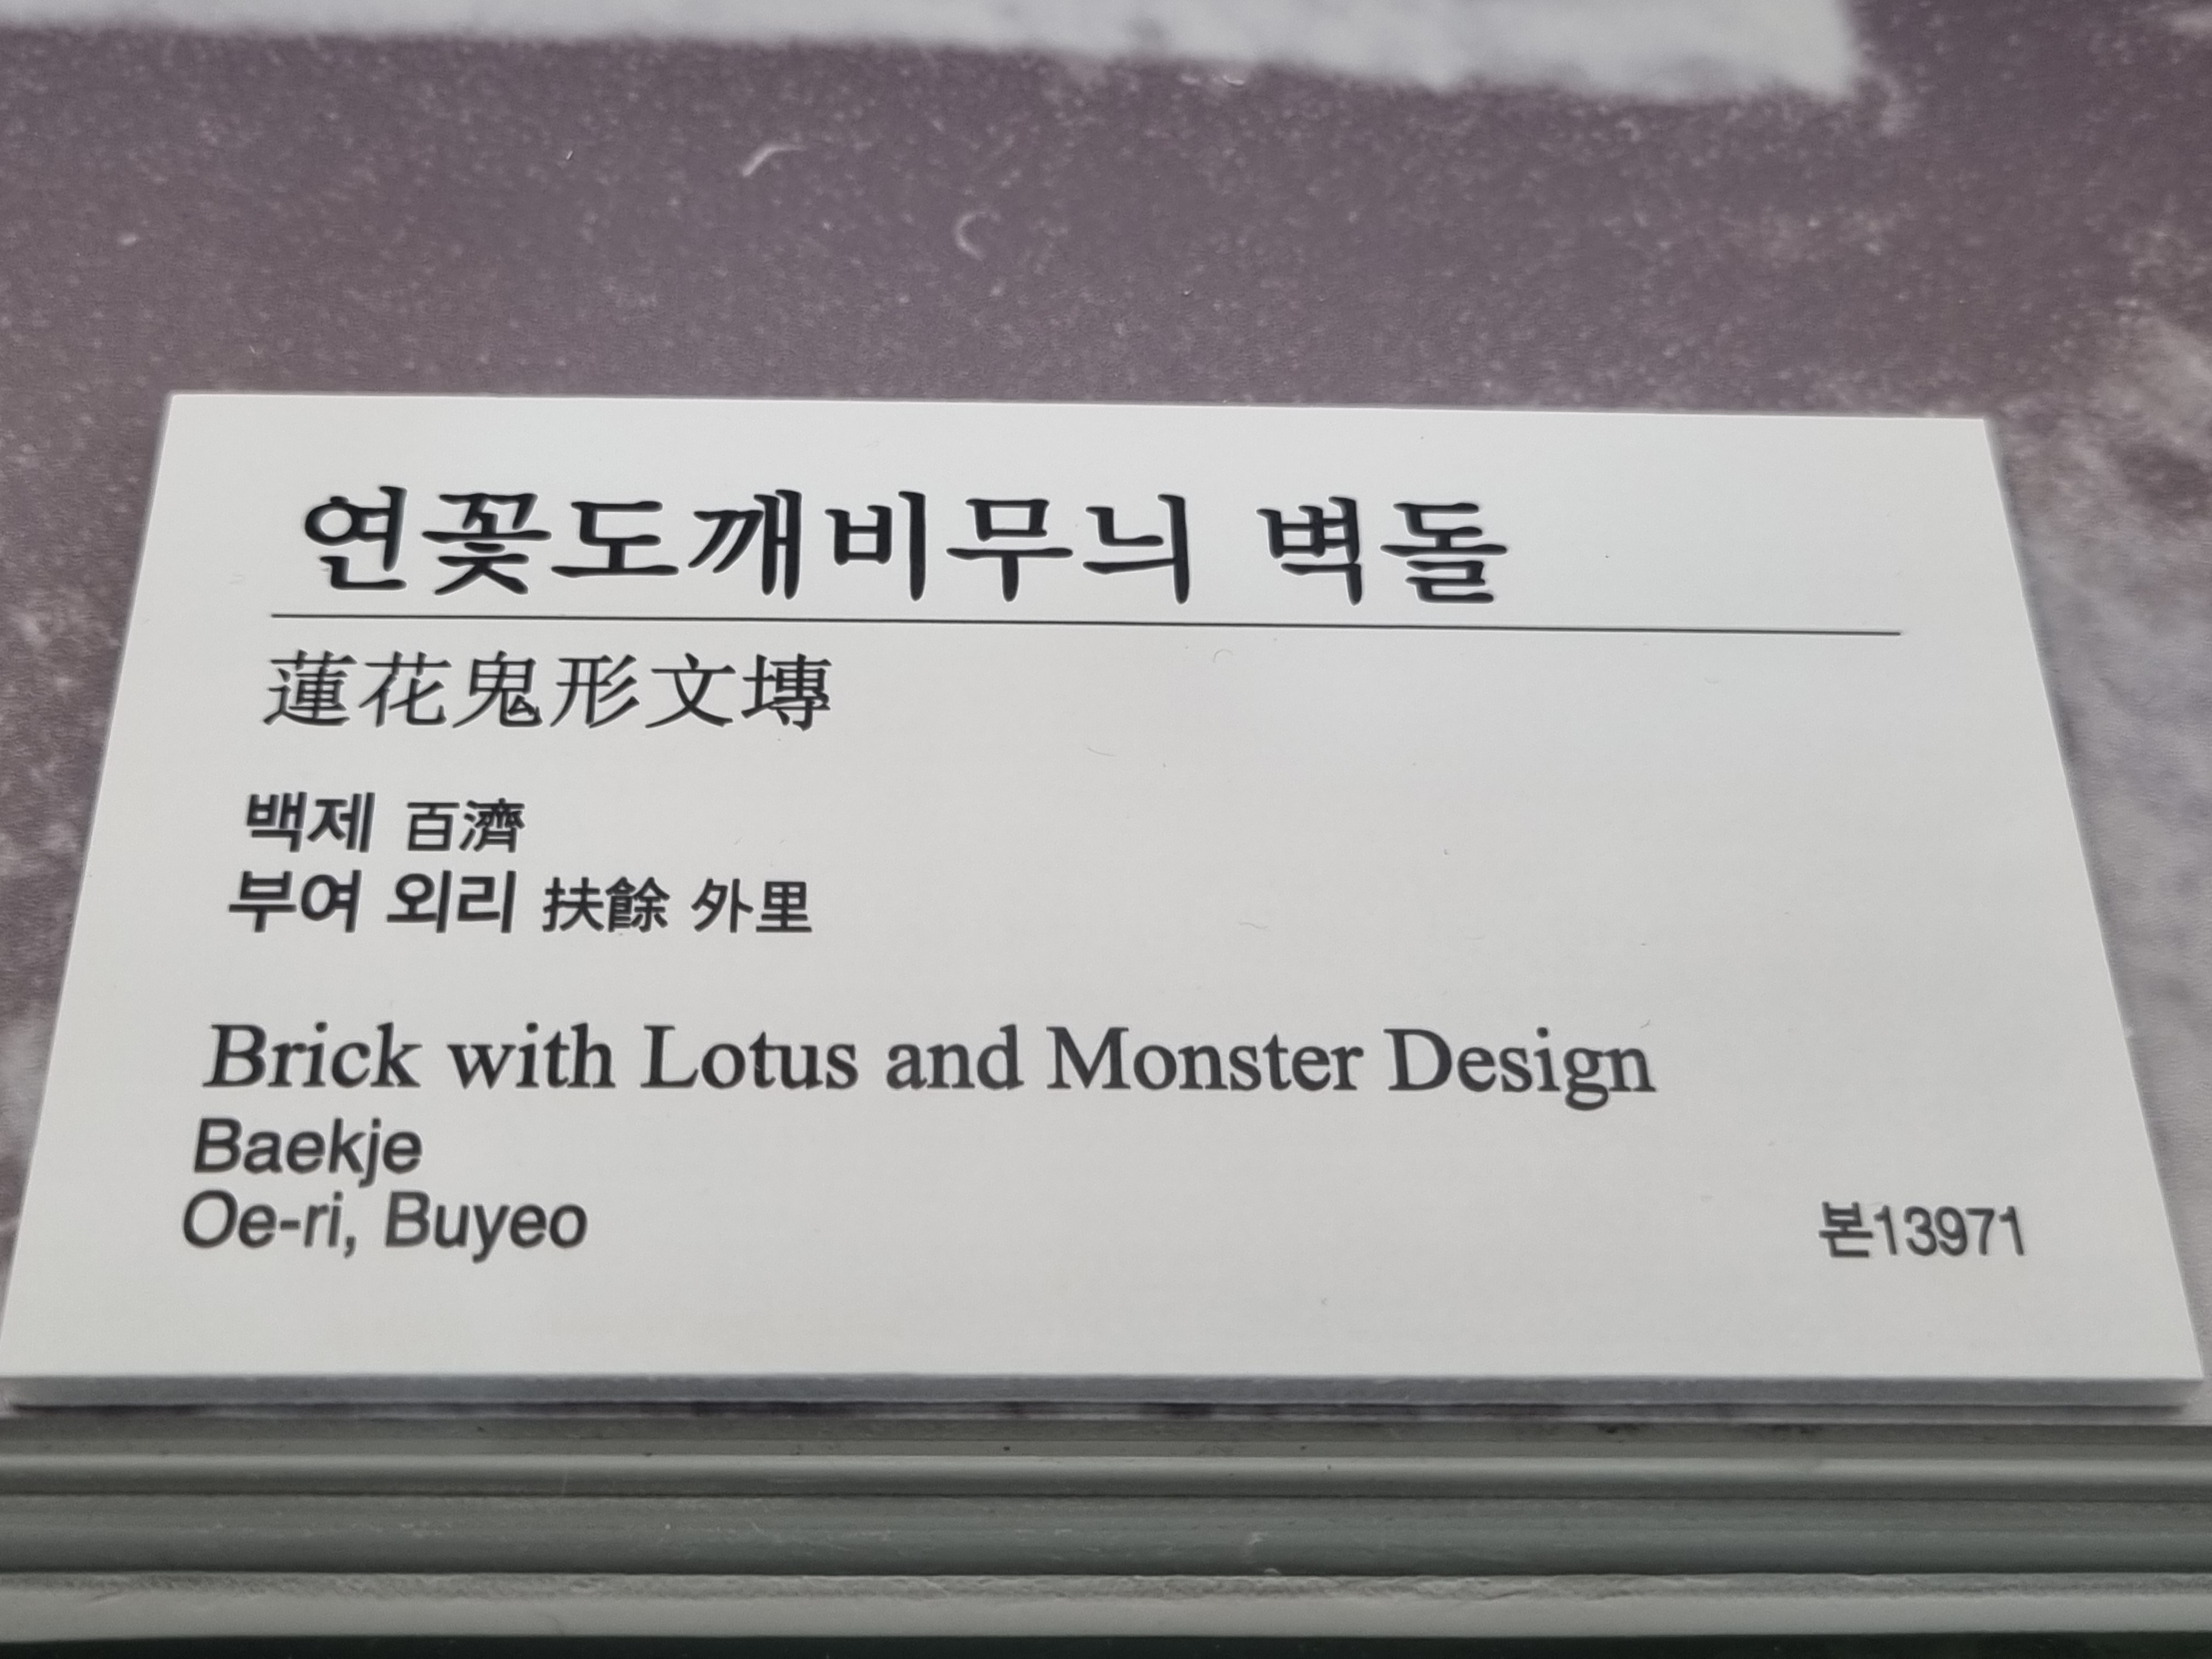 연꽃도깨비무늬 벽돌
蓮花鬼形文塼
백제 百濟
부여 외리 扶餘 外里
Brick with Lotus and Monster Design
Baekje
Oe-ri, Buyeo
본13971